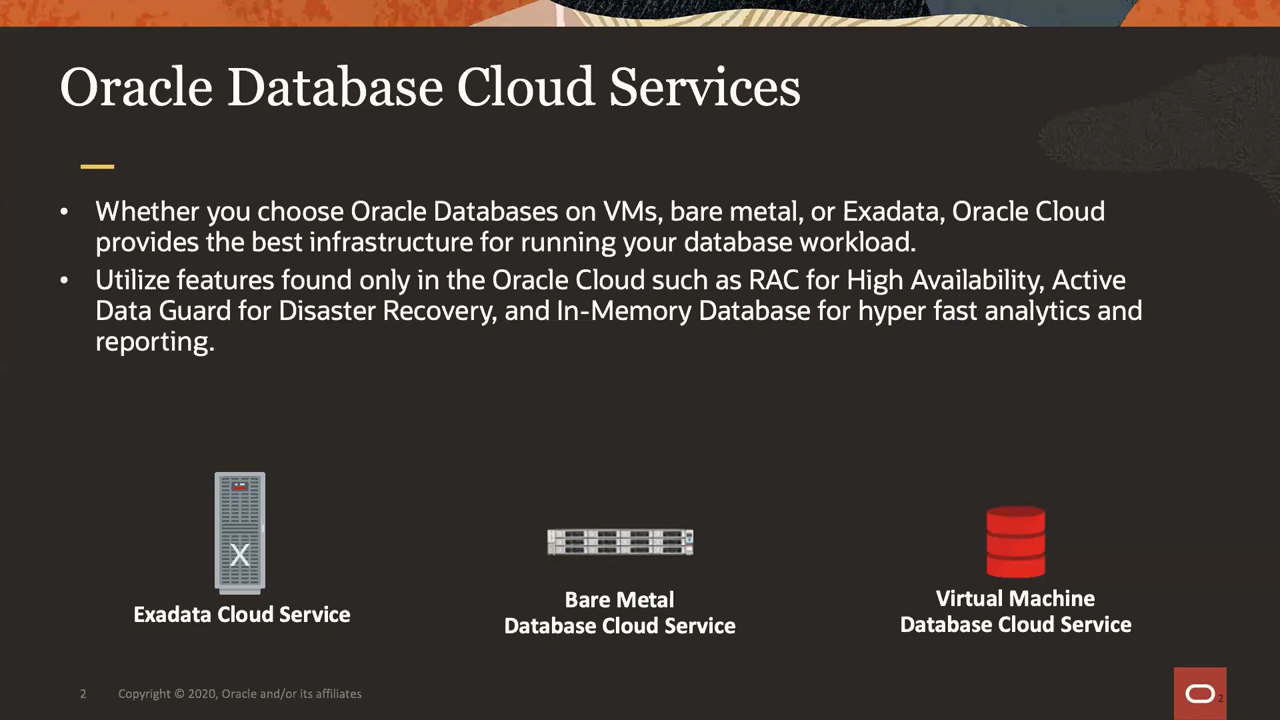 Oracle Database Cloud Services
• Whether you choose Oracle Databases on VMs, bare metal, or Exadata, Oracle Cloud
provides the best infrastructure for running your database workload.
• Utilize features found only in the Oracle Cloud such as RAC for High Availability, Active
Data Guard for Disaster Recovery, and In-Memory Database for hyper fast analytics and
reporting.
X
Exadata Cloud Service
Bare Metal
Database Cloud Service
Virtual Machine
Database Cloud Service
2 Copyright © 2020, Oracle and/or its affiliates
2